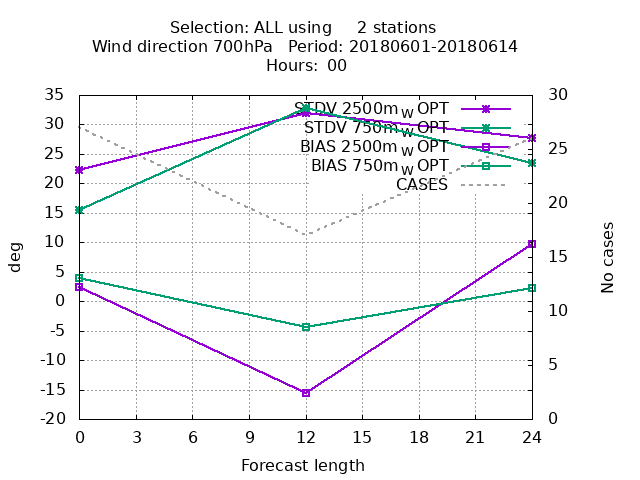 Selection: ALL using 2 stations
Wind direction 700hPa Period: 20180601-20180614
Hours: 00
STDV 2500m_W OPT
STDV 750m_W OPT
BIAS 2500m_W OPT
BIAS 750m_W OPT
CASES
35
30
25
20
15
10
5
0
-5
-10
-15
-20
deg
30
25
20
15
10
5
0
No cases
0 3 6 9 12 15 18 21 24
Forecast length